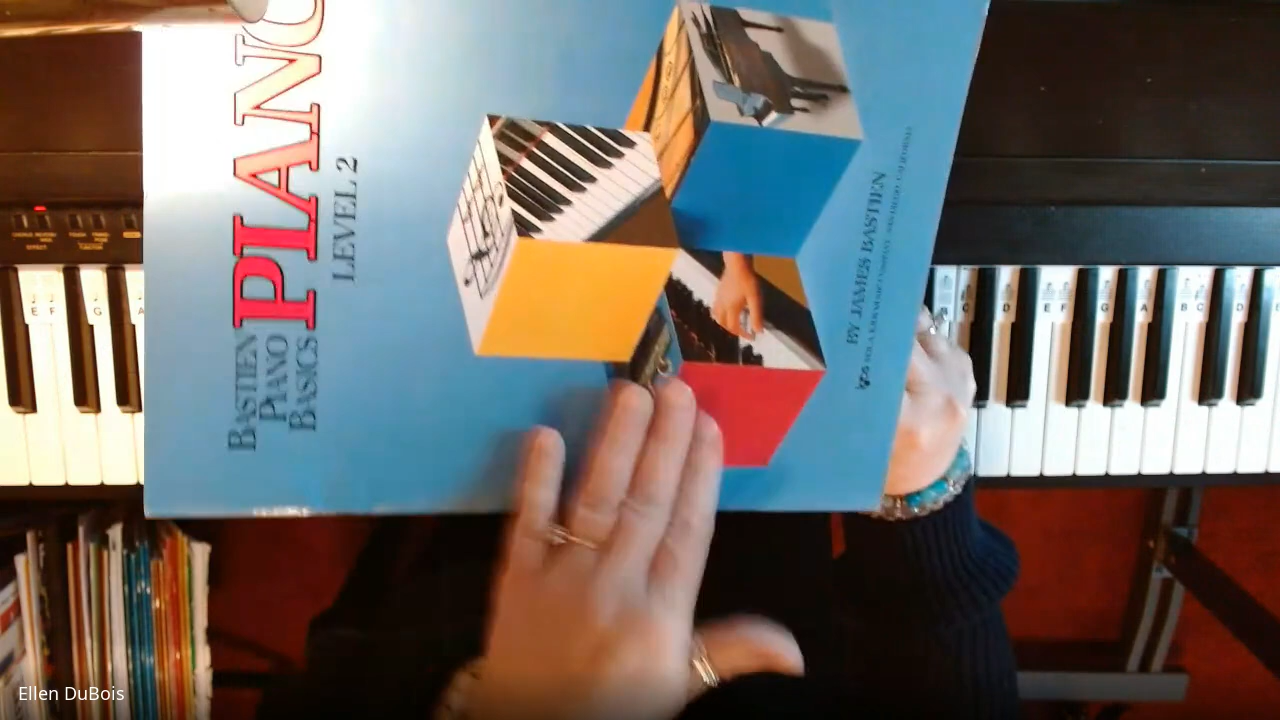 BASTIEN
PIANO
BASICS
PIANO
LEVEL 2
BY JAMES BASTIEN
E F G A
B C D E F G A B C D
Ellen DuBois